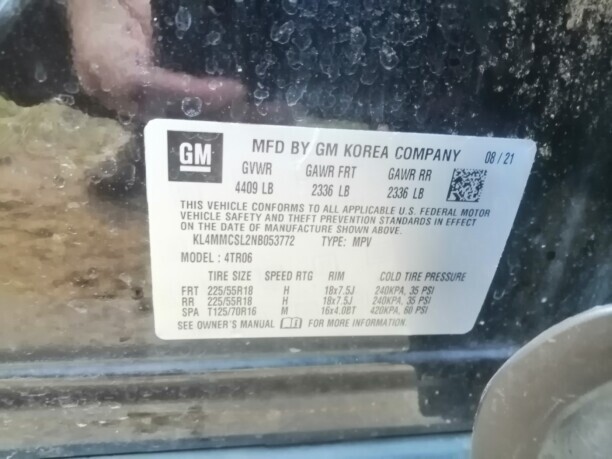 GM MFD BY GM KOREA COMPANY 08/21
GVWR GAWR FRT GAWR RR
4409 LB 2336 LB 2336 LB
THIS VEHICLE CONFORMS TO ALL APPLICABLE U.S. FEDERAL MOTOR
VEHICLE SAFETY AND THEFT PREVENTION STANDARDS IN EFFECT
ON THE DATE OF MANUFACTURE SHOWN ABOVE.
KL4MMCSL2NB053772 TYPE: MPV
MODEL: 4TR06
TIRE SIZE SPEED RTG RIM COLD TIRE PRESSURE
FRT 225/55R18 H 18x7.5J 240KPA, 35 PSI
RR 225/55R18 H 18x7.5J 240KPA, 35 PSI
SPA T125/70R16 M 16x4.0BT 420KPA, 60 PSI
SEE OWNER'S MANUAL FOR MORE INFORMATION